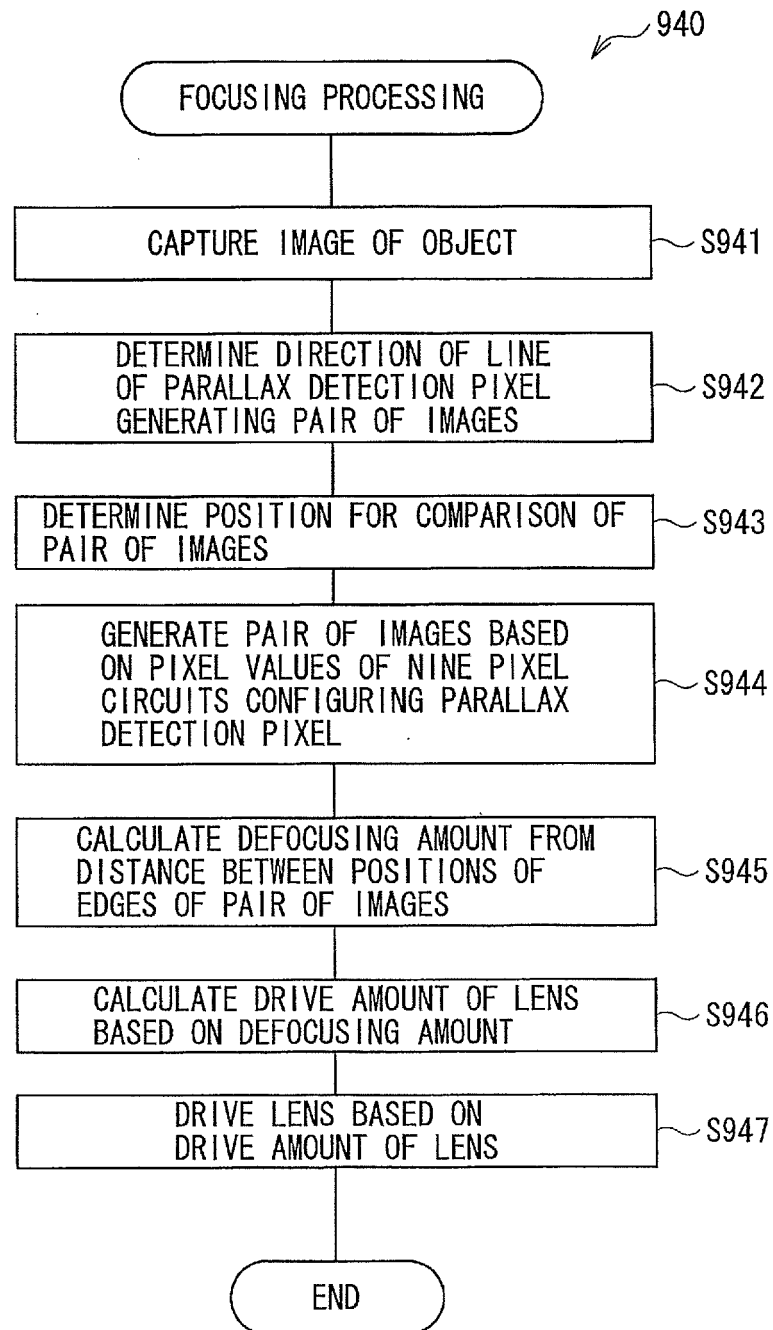 940
FOCUSING PROCESSING
CAPTURE IMAGE OF OBJECT
S941
DETERMINE DIRECTION OF LINE
OF PARALLAX DETECTION PIXEL
GENERATING PAIR OF IMAGES
S942
DETERMINE POSITION FOR COMPARISON OF
PAIR OF IMAGES
S943
GENERATE PAIR OF IMAGES BASED
ON PIXEL VALUES OF NINE PIXEL
CIRCUITS CONFIGURING PARALLAX
DETECTION PIXEL
S944
CALCULATE DEFOCUSING AMOUNT FROM
DISTANCE BETWEEN POSITIONS OF
EDGES OF PAIR OF IMAGES
S945
CALCULATE DRIVE AMOUNT OF LENS
BASED ON DEFOCUSING AMOUNT
S946
DRIVE LENS BASED ON
DRIVE AMOUNT OF LENS
S947
END